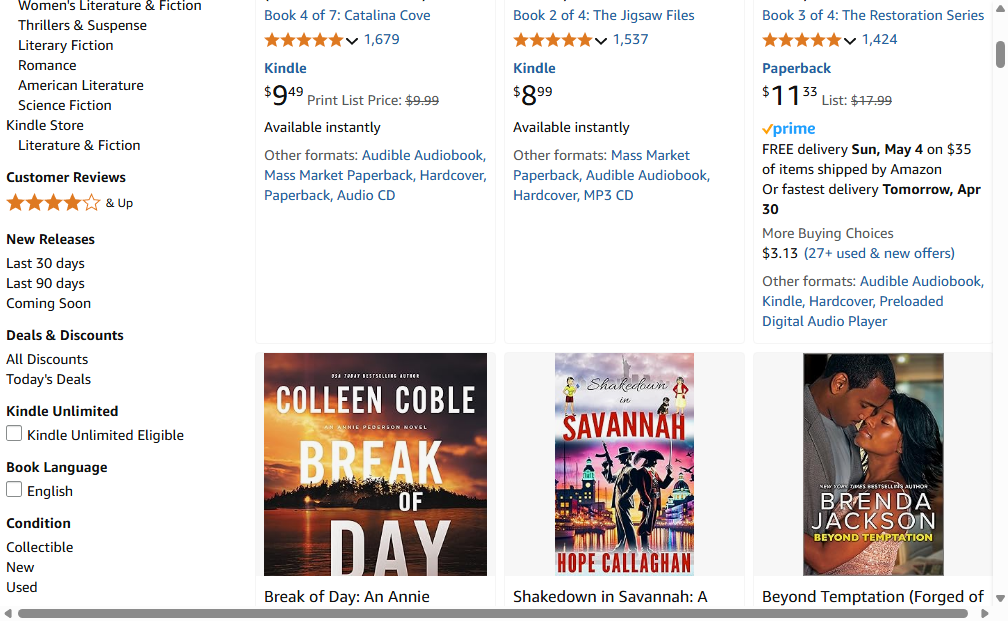 Women's Literature & Fiction
Thrillers & Suspense
Literary Fiction
Romance
American Literature
Science Fiction
Kindle Store
Literature & Fiction
Customer Reviews
& Up
New Releases
Last 30 days
Last 90 days
Coming Soon
Deals & Discounts
All Discounts
Today's Deals
Kindle Unlimited
Kindle Unlimited Eligible
Book Language
English
Condition
Collectible
New
Used
Book 4 of 7: Catalina Cove
1,679
Kindle
$9.49 Print List Price: $9.99
Available instantly
Other formats: Audible Audiobook,
Mass Market Paperback, Hardcover,
Paperback, Audio CD
Book 2 of 4: The Jigsaw Files
1,537
Kindle
$8.99
Available instantly
Other formats: Mass Market
Paperback, Audible Audiobook,
Hardcover, MP3 CD
Book 3 of 4: The Restoration Series
1,424
Paperback
$11.33 List: $17.99
prime
FREE delivery Sun, May 4 on $35
of items shipped by Amazon
Or fastest delivery Tomorrow, Apr
30
More Buying Choices
$3.13 (27+ used & new offers)
Other formats: Audible Audiobook,
Kindle, Hardcover, Preloaded
Digital Audio Player
USA TODAY BESTSELLING AUTHOR
COLLEEN COBLE
AN ANNIE PEDERSON NOVEL
BREAK
OF
DAY
Break of Day: An Annie
Shakedown
in
SAVANNAH
HOPE CALLAGHAN
Shakedown in Savannah: A
NEW YORK TIMES BESTSELLING AUTHOR
BRENDA
JACKSON
BEYOND TEMPTATION
Beyond Temptation (Forged of